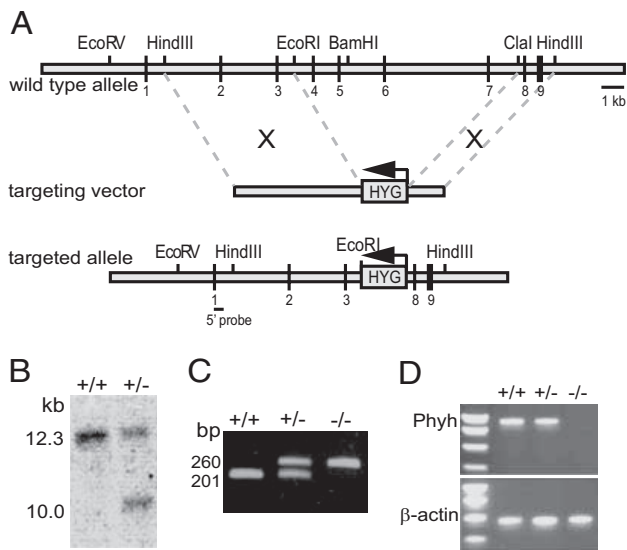 A
EcoRV HindIII EcoRI BamHI ClaI HindIII
wild type allele
1 2 3 4 5 6 7 8 9
1 kb
X X
targeting vector
HYG
targeted allele
EcoRV HindIII EcoRI HindIII
HYG
1 2 3 8 9
5' probe
B
+/+ +/-
kb
12.3
10.0
C
+/+ +/- -/-
bp
260
201
D
+/+ +/- -/-
Phyh
β-actin